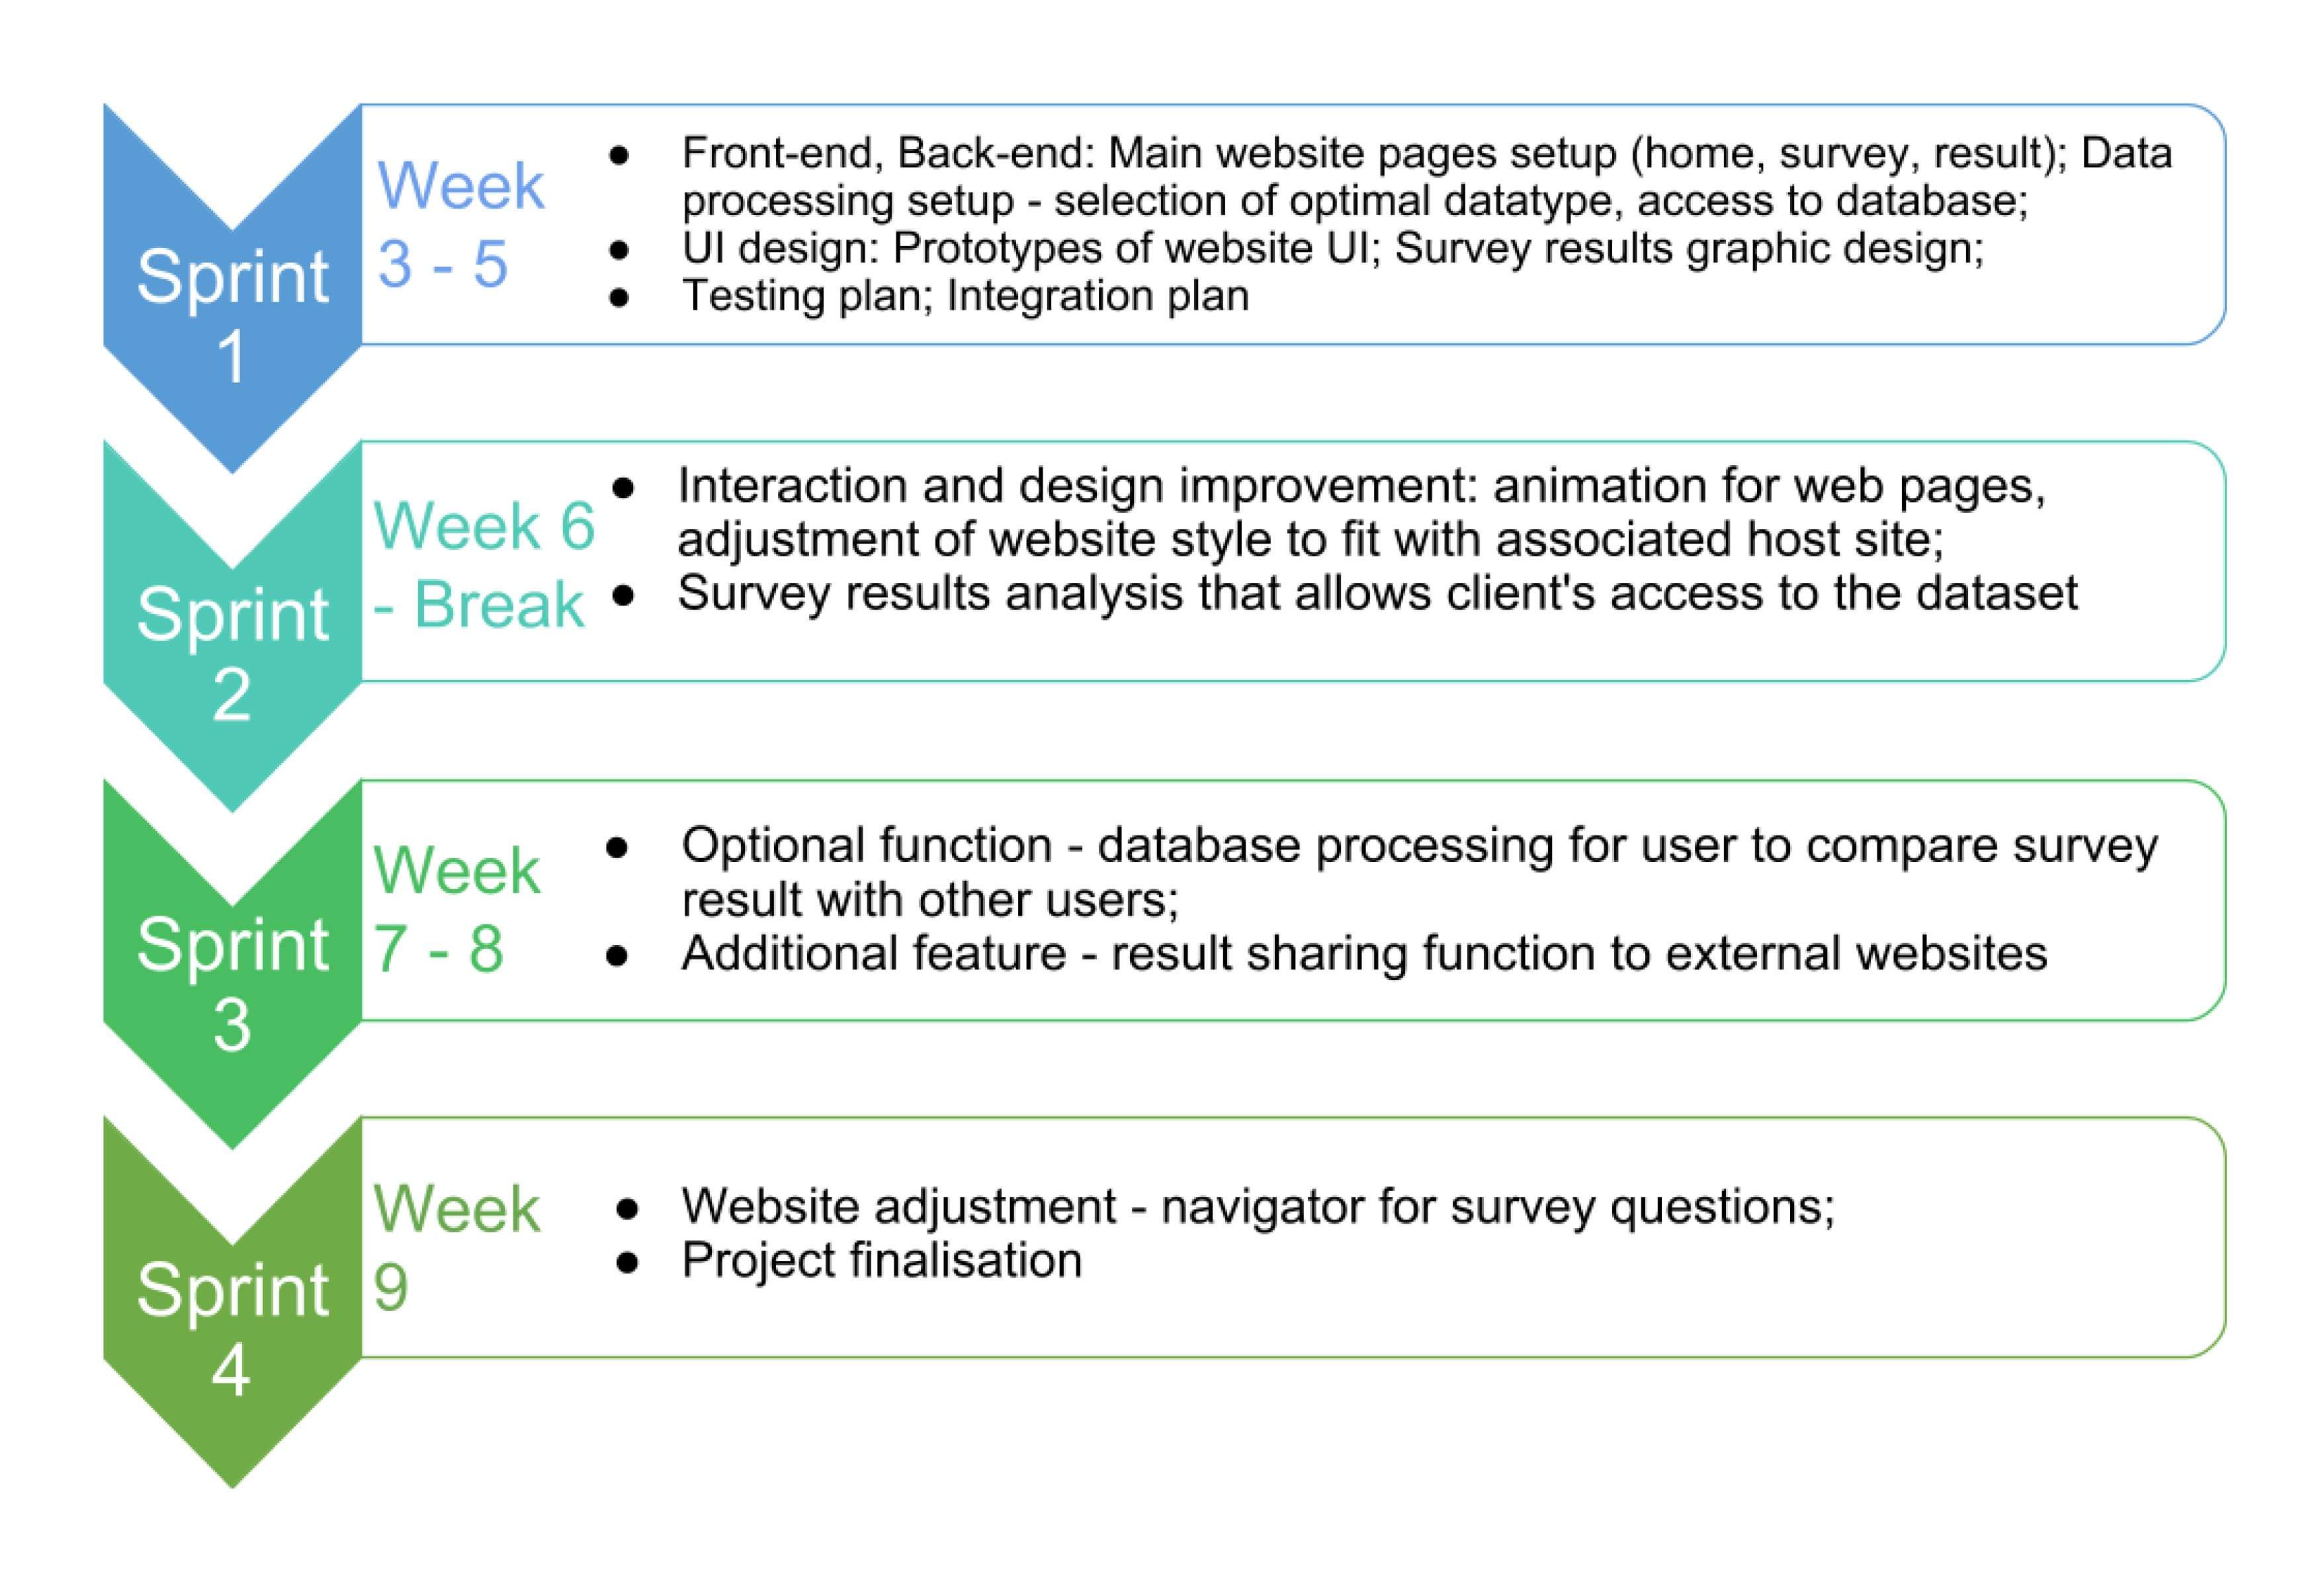 Sprint
1
Week
3 - 5
● Front-end, Back-end: Main website pages setup (home, survey, result); Data
processing setup - selection of optimal datatype, access to database;
● UI design: Prototypes of website UI; Survey results graphic design;
● Testing plan; Integration plan
Sprint
2
Week 6
- Break
● Interaction and design improvement: animation for web pages,
adjustment of website style to fit with associated host site;
● Survey results analysis that allows client's access to the dataset
Sprint
3
Week
7 - 8
● Optional function - database processing for user to compare survey
result with other users;
● Additional feature - result sharing function to external websites
Sprint
4
Week
9
● Website adjustment - navigator for survey questions;
● Project finalisation